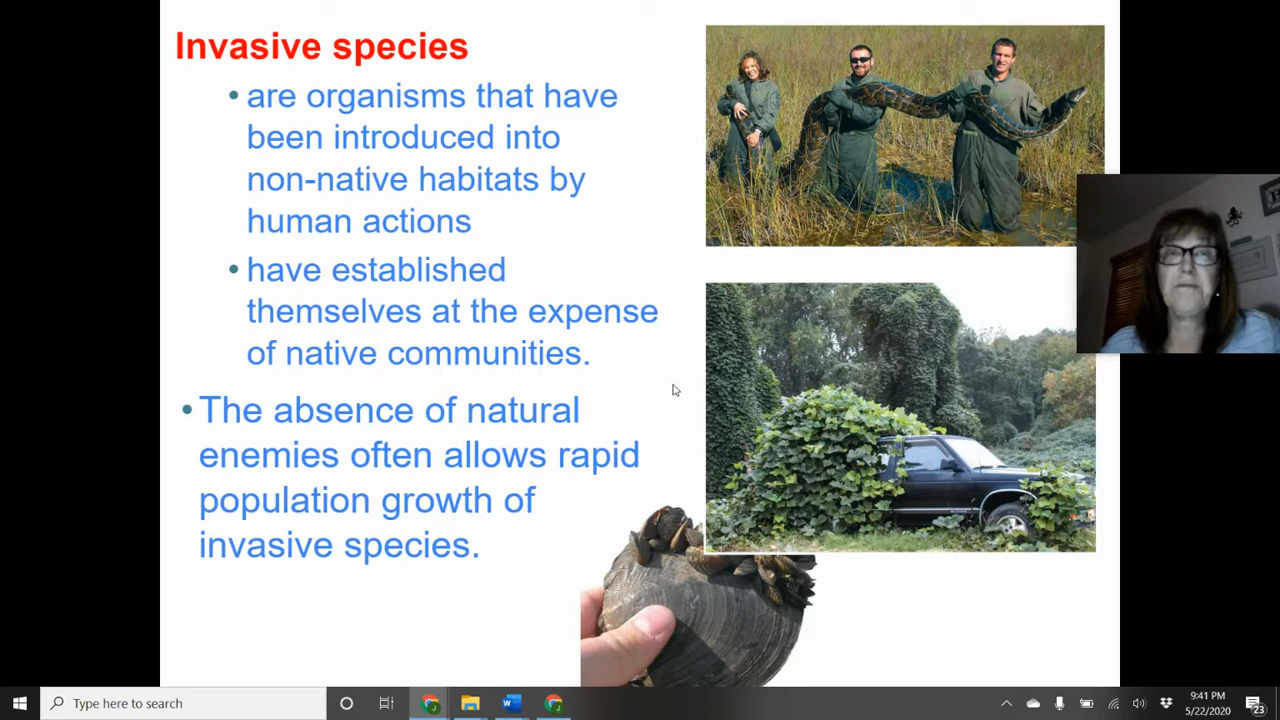 Invasive species
• are organisms that have
been introduced into
non-native habitats by
human actions
• have established
themselves at the expense
of native communities.
• The absence of natural
enemies often allows rapid
population growth of
invasive species.
Type here to search
9:41 PM
5/22/2020
23